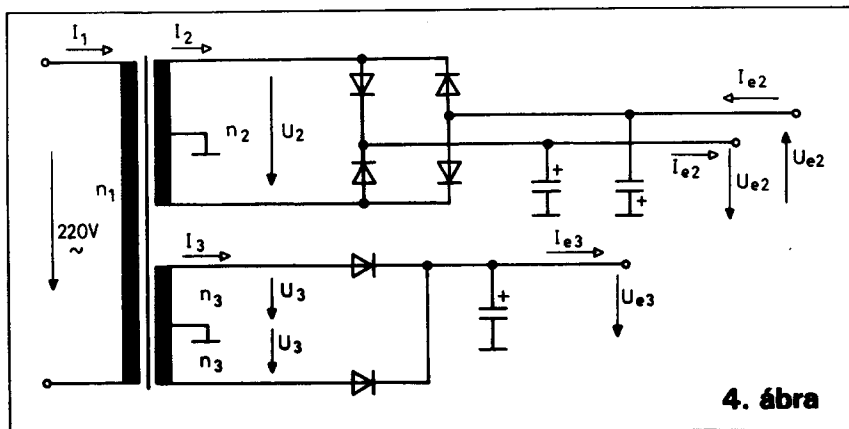 I1
I2
n2
U2
Ie2
Ie2
Ue2
Ue2
n1
220V
~
I3
n3
U3
n3
U3
Ie3
Ue3
+
+
+
4. ábra